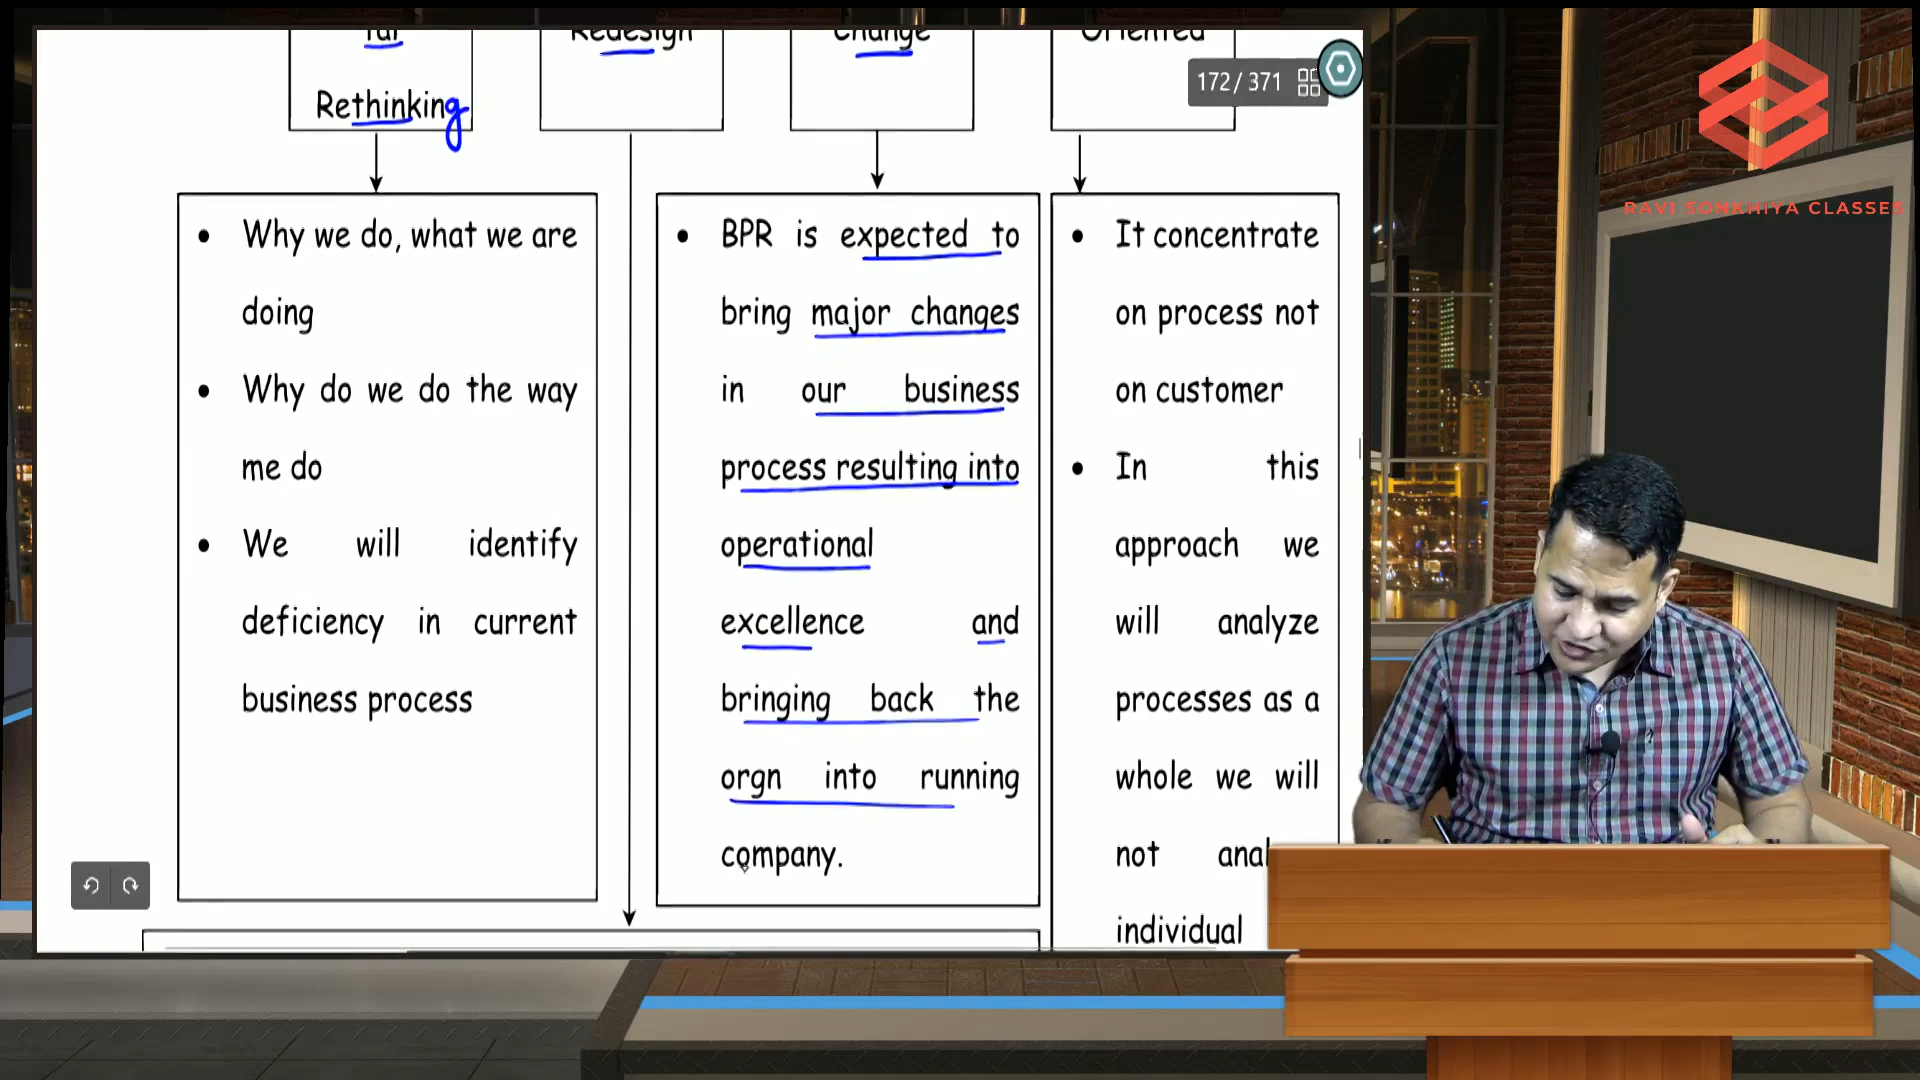 Rethinking
Redesign
Change
Oriented
172/371
RAVI SONKHIYA CLASSES
• Why we do, what we are
doing
• Why do we do the way
me do
• We will identify
deficiency in current
business process
• BPR is expected to
bring major changes
in our business
process resulting into
operational
excellence and
bringing back the
orgn into running
company.
• It concentrate
on process not
on customer
• In this
approach we
will analyze
processes as a
whole we will
not
individual